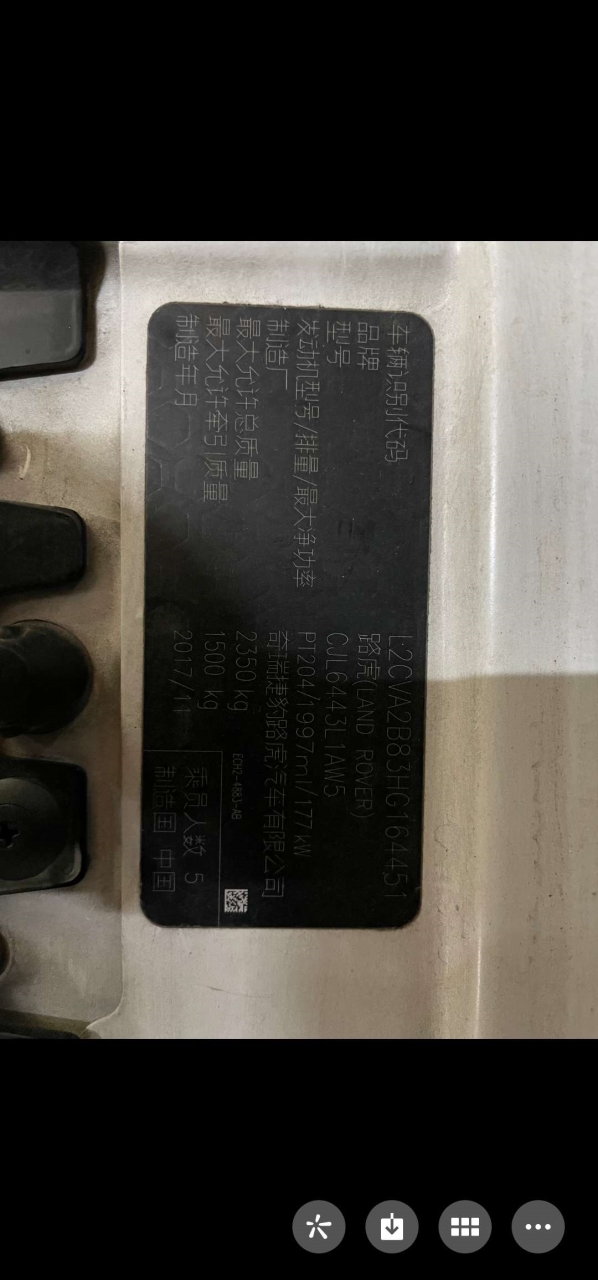 车辆识别代码 L2CVA2B83HG164451
品牌 路虎(LAND ROVER)
型号 CJL6443L1AW5
发动机型号/排量/最大净功率 PT204/1997ml/177kW
制造厂 奇瑞捷豹路虎汽车有限公司
最大允许总质量 2350 kg
最大允许牵引质量 1500 kg
制造年月 2017/11
乘员人数 5
制造国 中国